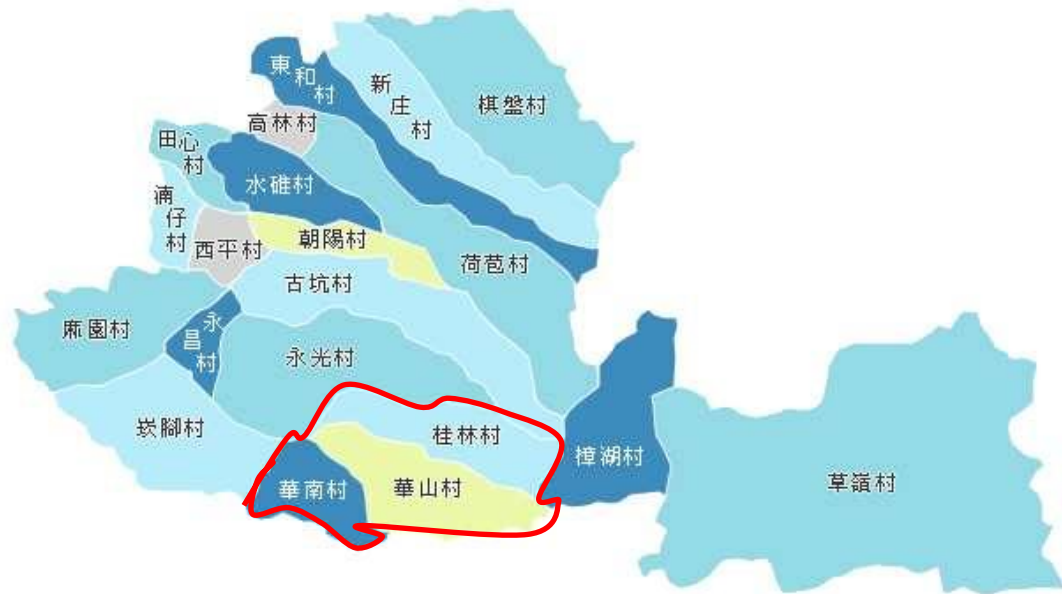 東和村
新庄村
棋盤村
高林村
田心村
水碓村
湳仔村
西平村
朝陽村
荷苞村
古坑村
麻園村
永昌村
永光村
崁腳村
桂林村
樟湖村
華南村
華山村
草嶺村